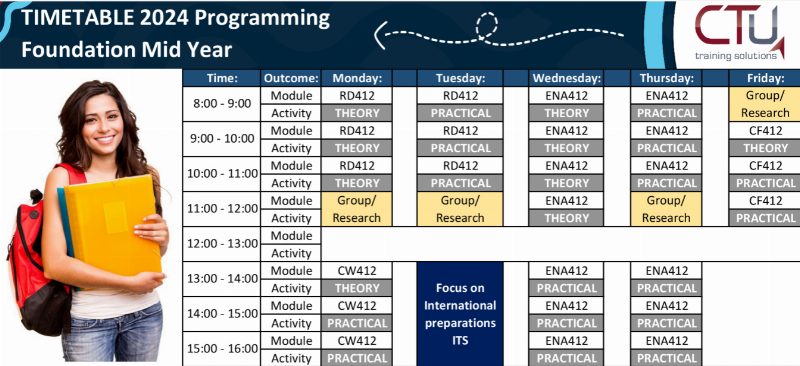 TIMETABLE 2024 Programming
Foundation Mid Year
CTU
training solutions
Time: Outcome: Monday: Tuesday: Wednesday: Thursday: Friday:
8:00 - 9:00 Module RD412 RD412 ENA412 ENA412 Group/
Activity THEORY PRACTICAL THEORY PRACTICAL Research
9:00 - 10:00 Module RD412 RD412 ENA412 ENA412 CF412
Activity THEORY PRACTICAL THEORY PRACTICAL THEORY
10:00 - 11:00 Module RD412 RD412 ENA412 ENA412 CF412
Activity THEORY PRACTICAL THEORY PRACTICAL PRACTICAL
11:00 - 12:00 Module Group/ Group/ ENA412 Group/ CF412
Activity Research Research THEORY Research PRACTICAL
12:00 - 13:00 Module
Activity
13:00 - 14:00 Module CW412 ENA412 ENA412
Activity THEORY Focus on PRACTICAL PRACTICAL
14:00 - 15:00 Module CW412 International ENA412 ENA412
Activity PRACTICAL preparations PRACTICAL PRACTICAL
15:00 - 16:00 Module CW412 ITS ENA412 ENA412
Activity PRACTICAL PRACTICAL PRACTICAL